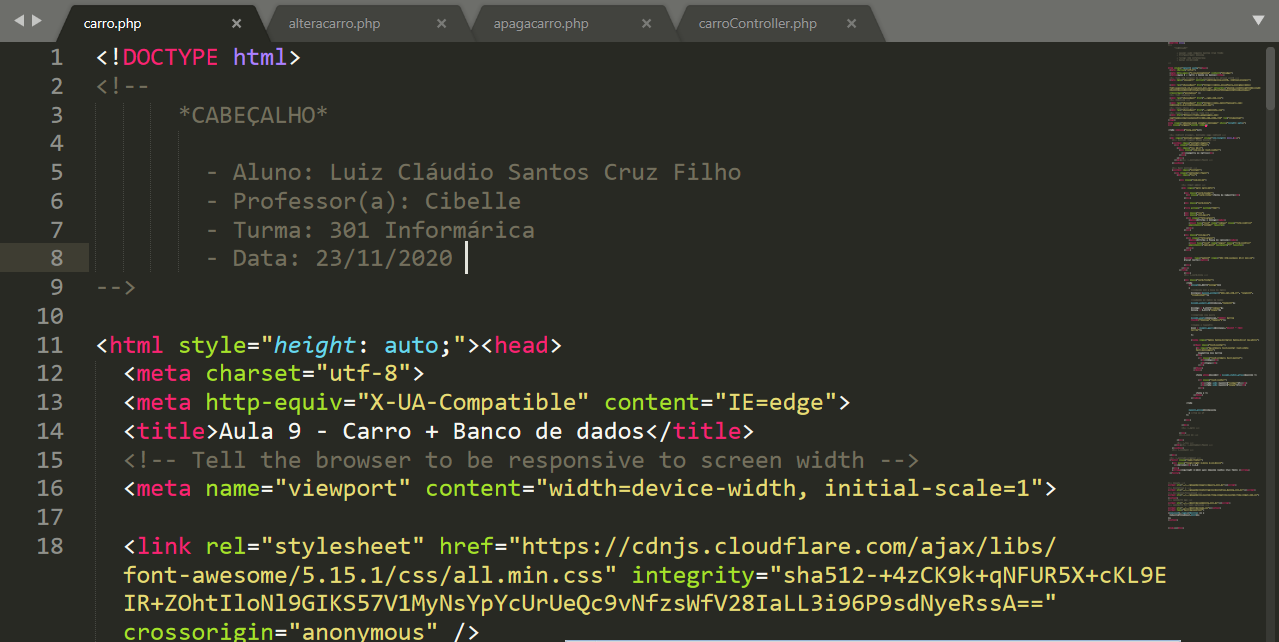 carro.php × alteracarro.php × apagacarro.php × carroController.php ×
1 <!DOCTYPE html>
2 <!--
3 *CABEÇALHO*
4
5 - Aluno: Luiz Cláudio Santos Cruz Filho
6 - Professor(a): Cibelle
7 - Turma: 301 Informárica
8 - Data: 23/11/2020
9 -->
10
11 <html style="height: auto;"><head>
12 <meta charset="utf-8">
13 <meta http-equiv="X-UA-Compatible" content="IE=edge">
14 <title>Aula 9 - Carro + Banco de dados</title>
15 <!-- Tell the browser to be responsive to screen width -->
16 <meta name="viewport" content="width=device-width, initial-scale=1">
17
18 <link rel="stylesheet" href="https://cdnjs.cloudflare.com/ajax/libs/
font-awesome/5.15.1/css/all.min.css" integrity="sha512-+4zCK9k+qNFUR5X+cKL9E
IR+ZOhtIloNl9GIKS57V1MyNsYpYcUrUeQc9vNfzsWfV28IaLL3i96P9sdNyeRssA=="
crossorigin="anonymous" />